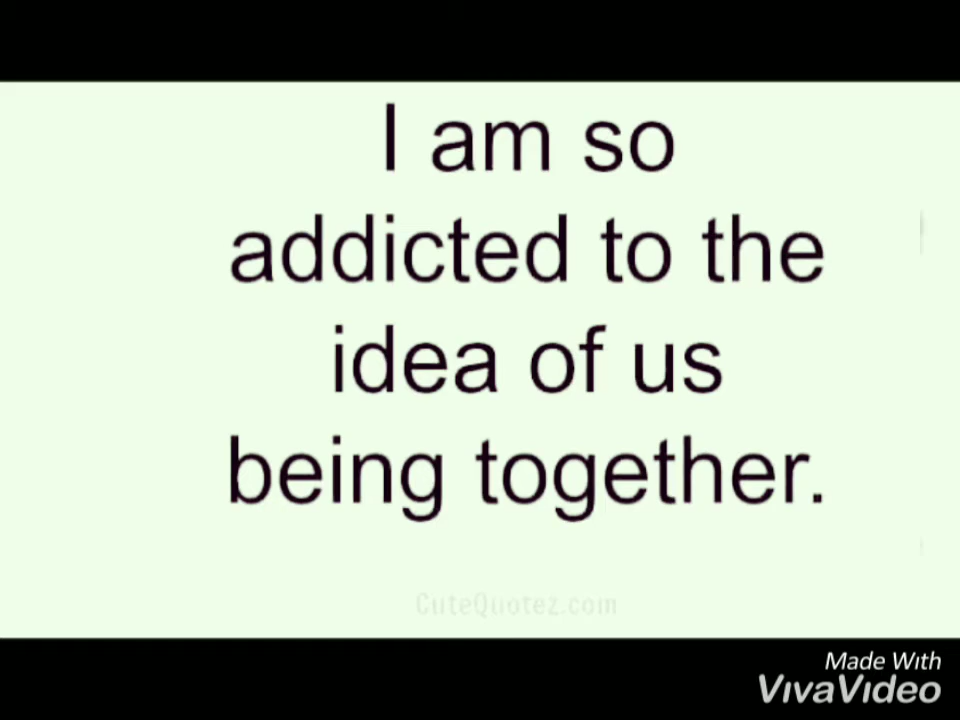 I am so
addicted to the
idea of us
being together.
CuteQuotez.com
Made With
VivaVideo